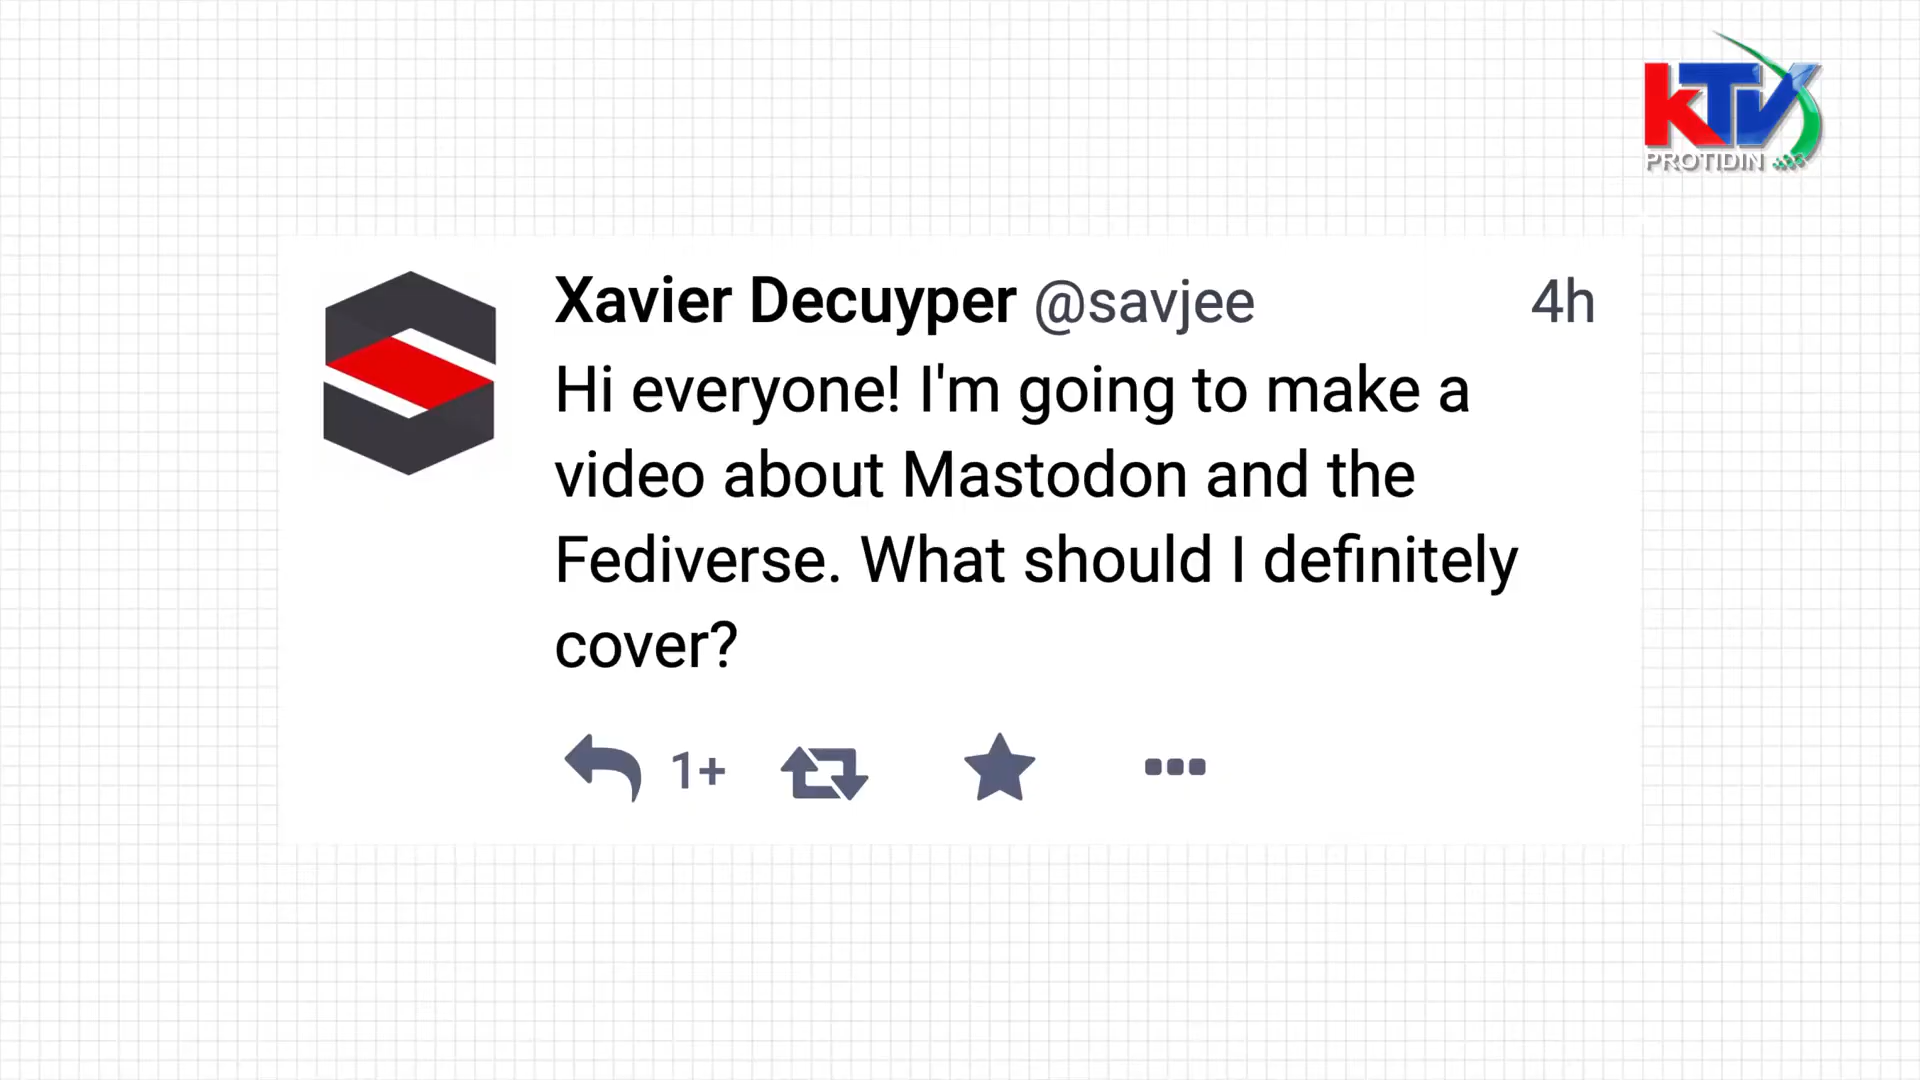 KTV
PROTIDIN
Xavier Decuyper @savjee 4h
Hi everyone! I'm going to make a
video about Mastodon and the
Fediverse. What should I definitely
cover?
1+